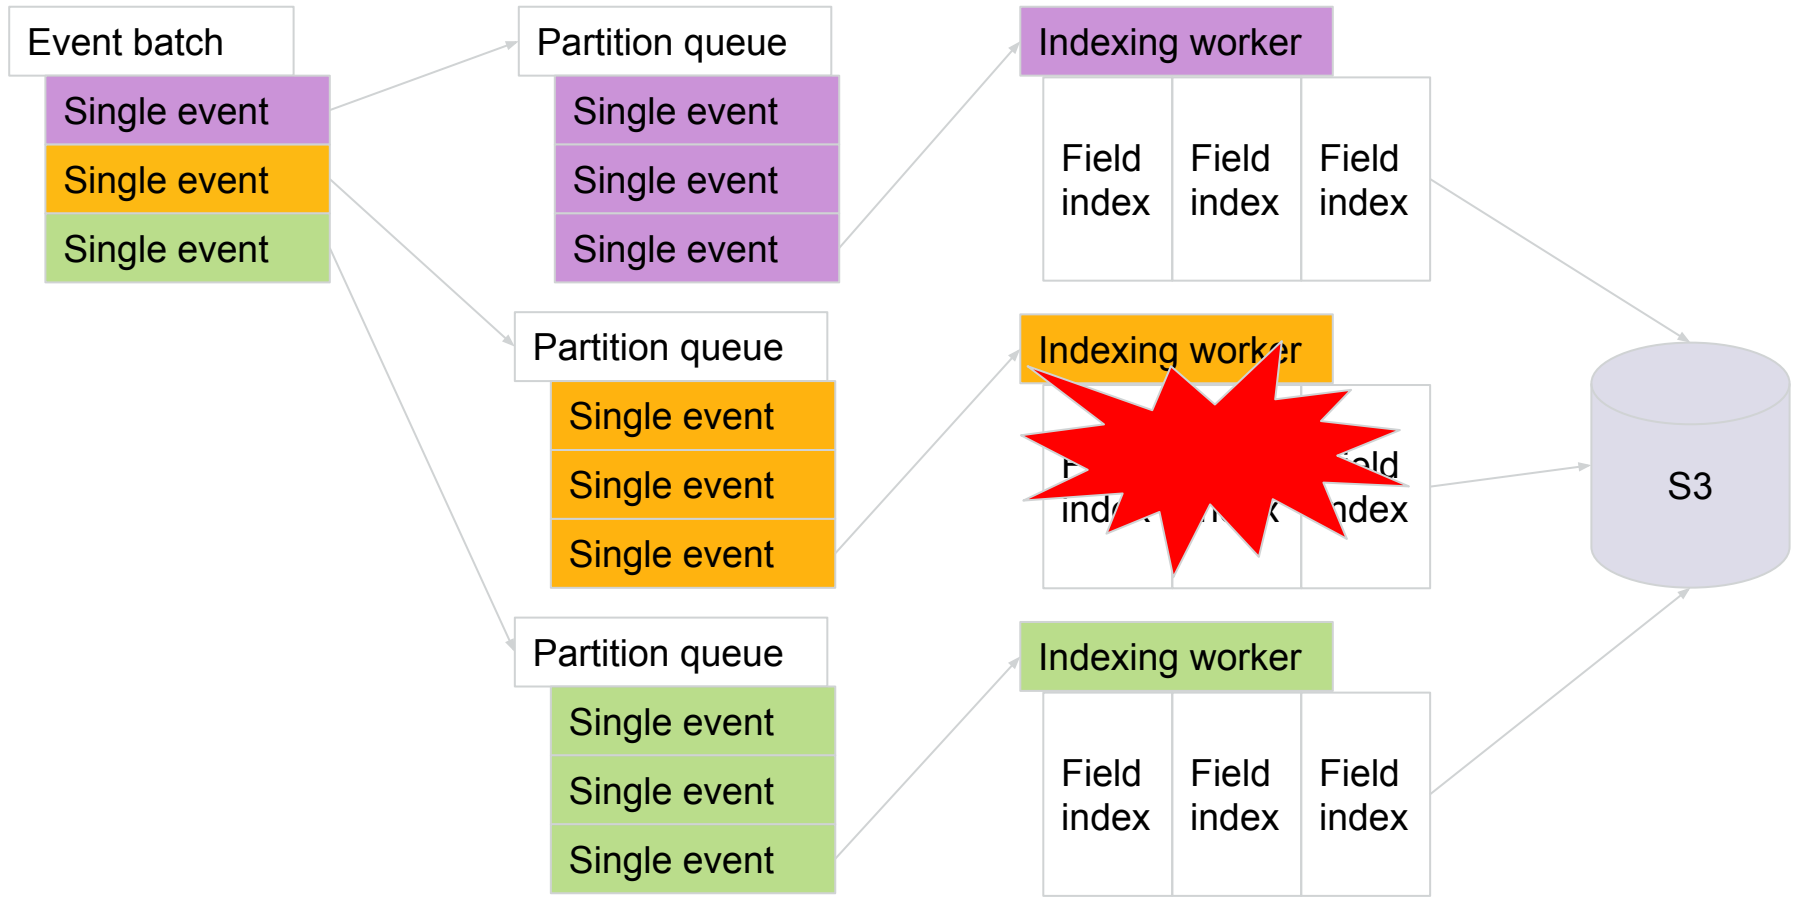 Event batch
Single event
Single event
Single event
Partition queue
Single event
Single event
Single event
Indexing worker
Field
index
Field
index
Field
index
Partition queue
Single event
Single event
Single event
Indexing worker
Field
index
S3
Partition queue
Single event
Single event
Single event
Indexing worker
Field
index
Field
index
Field
index